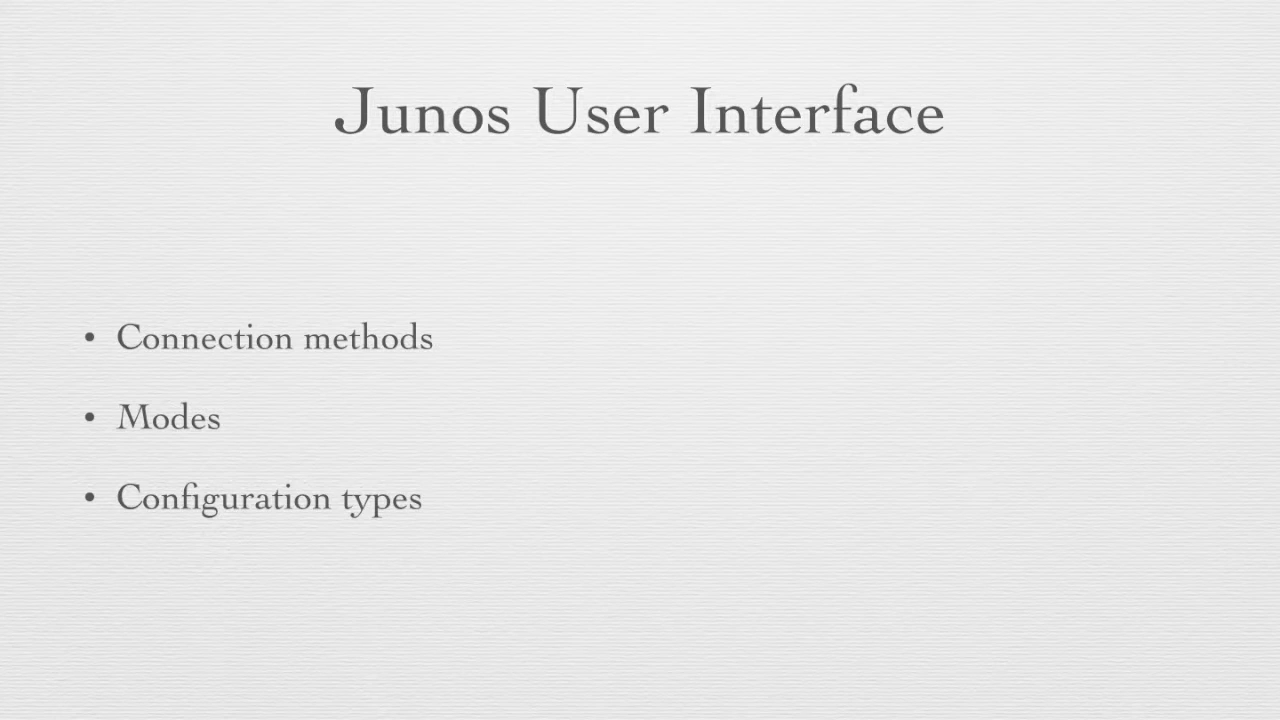 Junos User Interface
• Connection methods
• Modes
• Configuration types